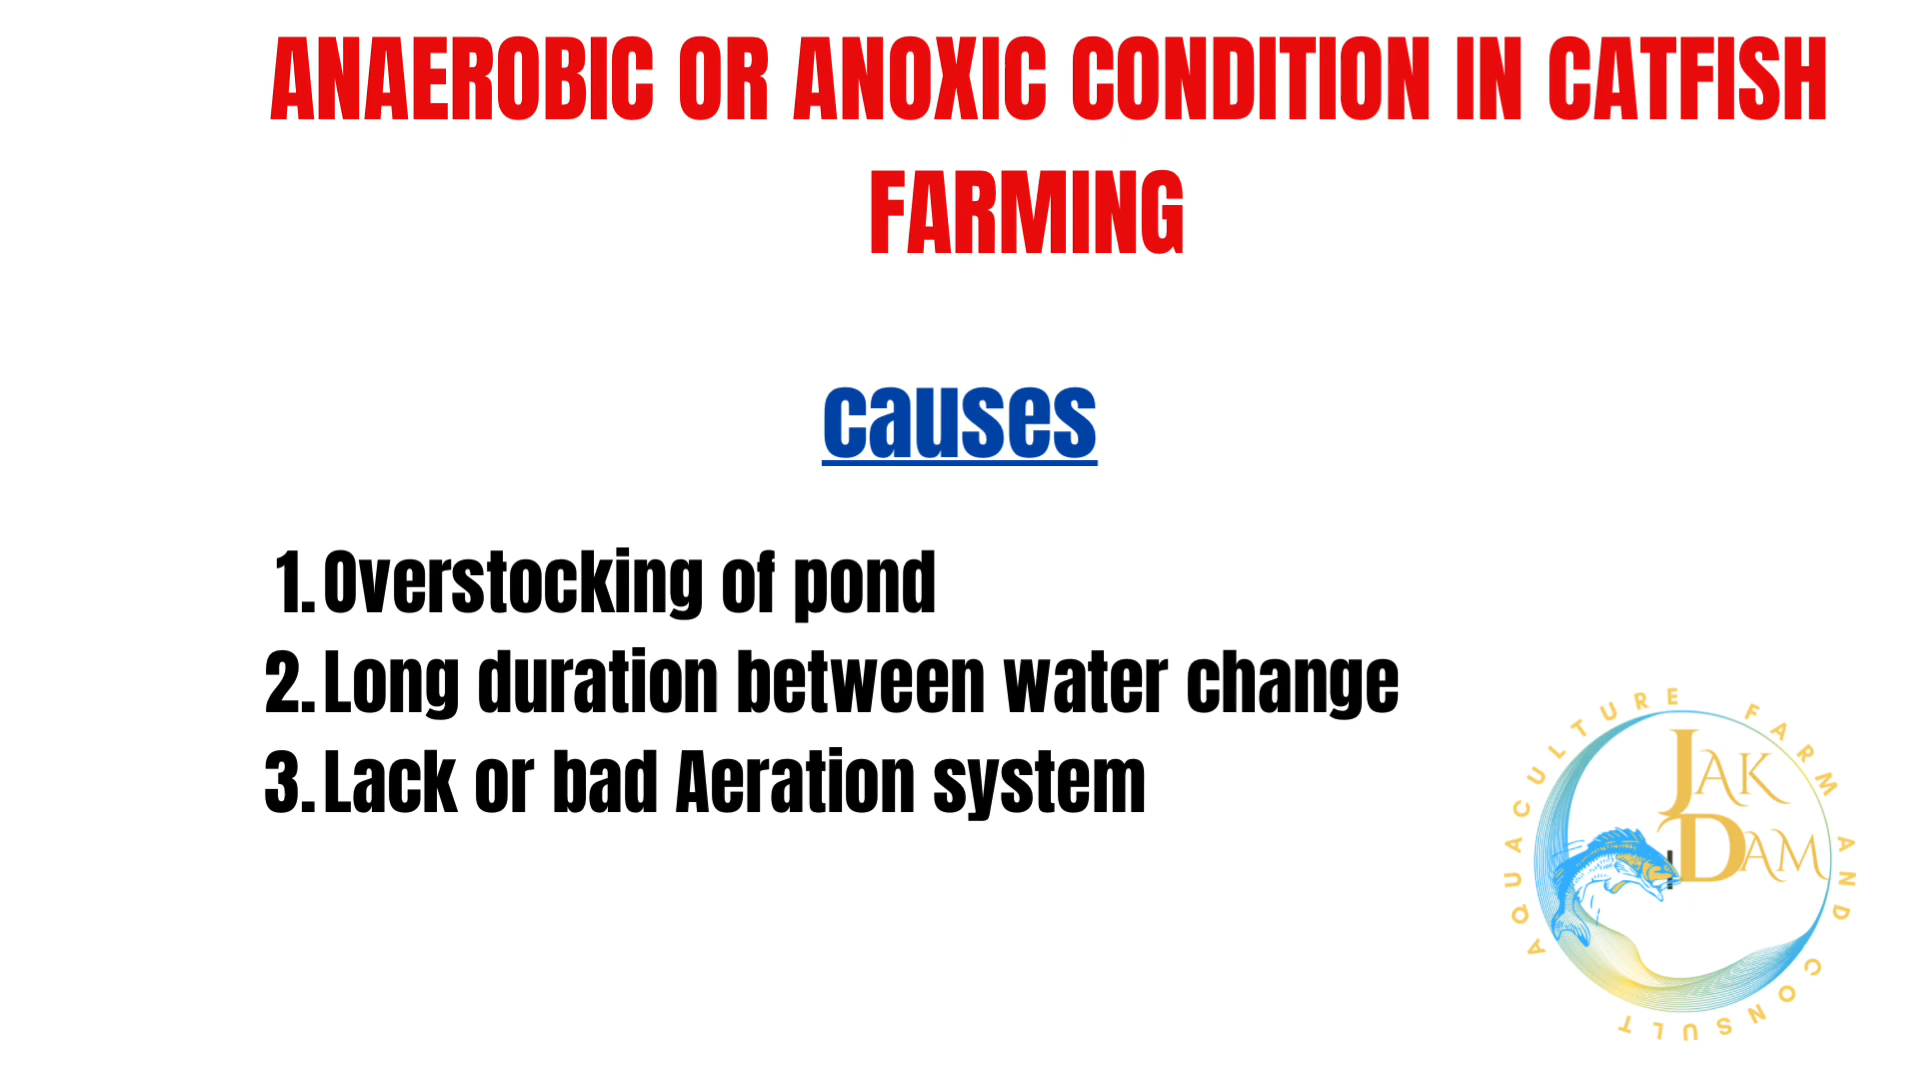 ANAEROBIC OR ANOXIC CONDITION IN CATFISH
FARMING
causes
1. Overstocking of pond
2. Long duration between water change
3. Lack or bad Aeration system
AQUACULTURE FARM AND CONSULT
JAK
DAM